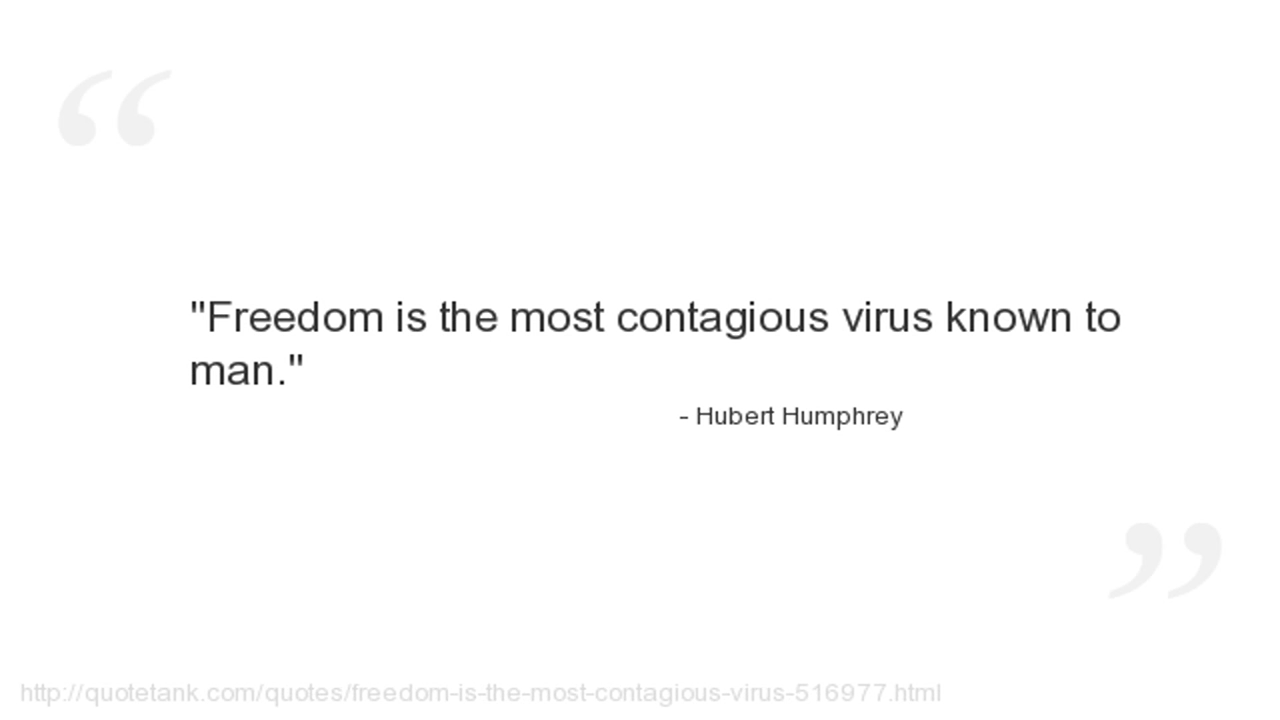 "Freedom is the most contagious virus known to
man."
- Hubert Humphrey
http://quotetank.com/quotes/freedom-is-the-most-contagious-virus-516977.html